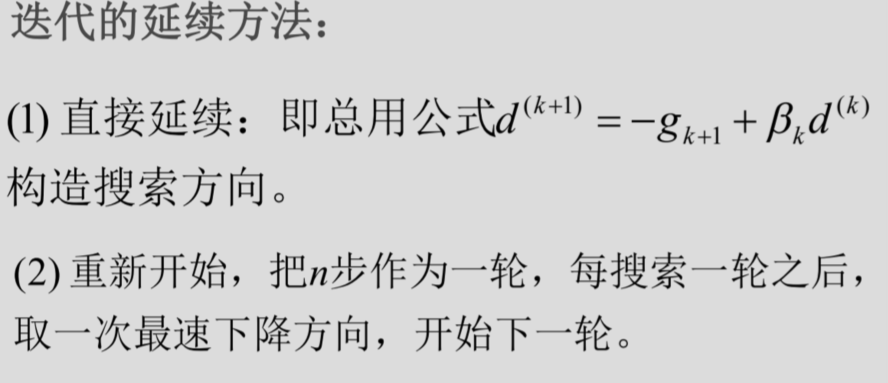 迭代的延续方法：
(1) 直接延续：即总用公式d^{(k+1)} = −g_{k+1} + β_k d^{(k)}
构造搜索方向。
(2) 重新开始，把n步作为一轮，每搜索一轮之后，
取一次最速下降方向，开始下一轮。